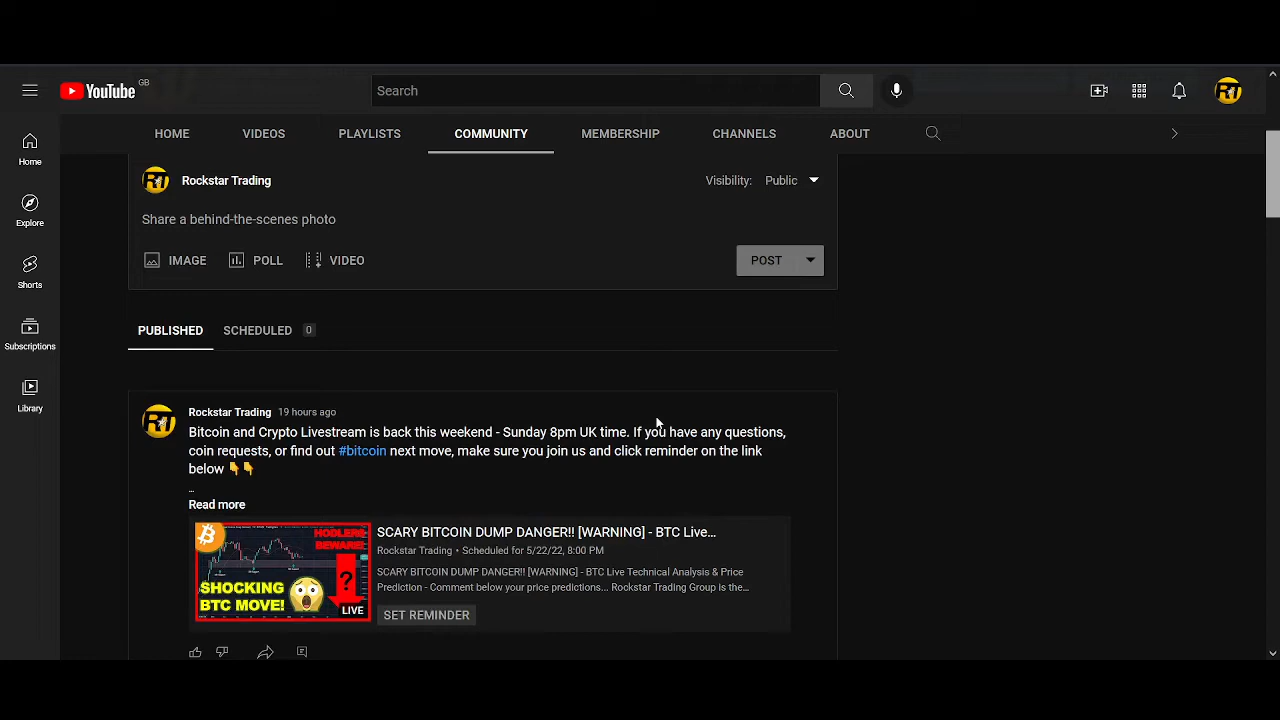 YouTube GB
Search
HOME
VIDEOS
PLAYLISTS
COMMUNITY
MEMBERSHIP
CHANNELS
ABOUT
Home
Explore
Shorts
Subscriptions
Library
Rockstar Trading
Visibility: Public
Share a behind-the-scenes photo
IMAGE
POLL
VIDEO
POST
PUBLISHED
SCHEDULED 0
Rockstar Trading 19 hours ago
Bitcoin and Crypto Livestream is back this weekend - Sunday 8pm UK time. If you have any questions,
coin requests, or find out #bitcoin next move, make sure you join us and click reminder on the link
below 👇👇
…
Read more
HODLERS
BEWARE!
?
SHOCKING
BTC MOVE!
LIVE
SCARY BITCOIN DUMP DANGER!! [WARNING] - BTC Live...
Rockstar Trading • Scheduled for 5/22/22, 8:00 PM
SCARY BITCOIN DUMP DANGER!! [WARNING] - BTC Live Technical Analysis & Price
Prediction - Comment below your price predictions... Rockstar Trading Group is the...
SET REMINDER